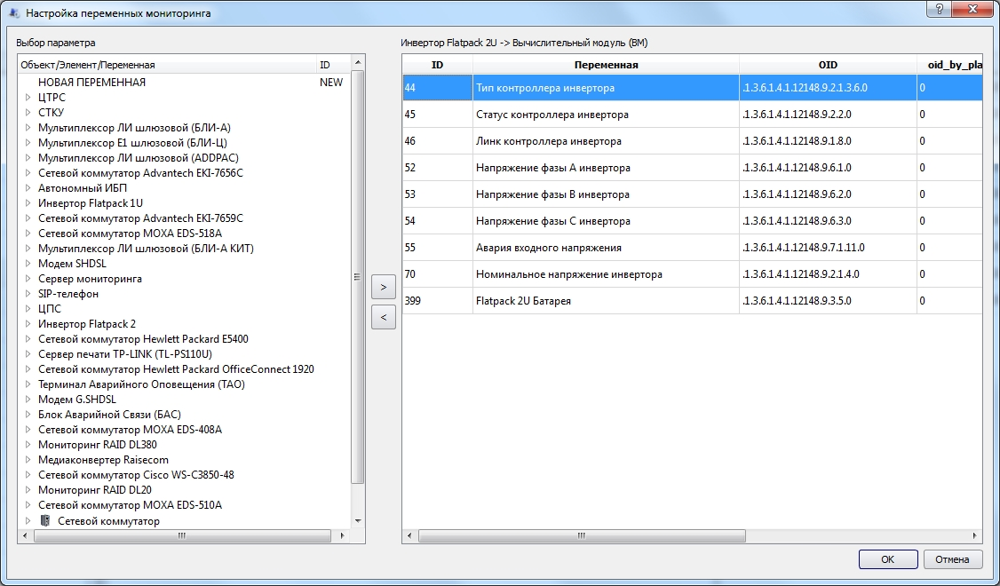 Настройка переменных мониторинга
Выбор параметра
Объект/Элемент/Переменная ID
НОВАЯ ПЕРЕМЕННАЯ NEW
ЦТРС
СТКУ
Мультиплексор ЛИ шлюзовой (БЛИ-А)
Мультиплексор Е1 шлюзовой (БЛИ-Ц)
Мультиплексор ЛИ шлюзовой (ADDPAC)
Сетевой коммутатор Advantech EKI-7656C
Автономный ИБП
Инвертор Flatpack 1U
Сетевой коммутатор Advantech EKI-7659C
Сетевой коммутатор MOXA EDS-518A
Мультиплексор ЛИ шлюзовой (БЛИ-А КИТ)
Модем SHDSL
Сервер мониторинга
SIP-телефон
ЦПС
Инвертор Flatpack 2
Сетевой коммутатор Hewlett Packard E5400
Сервер печати TP-LINK (TL-PS110U)
Сетевой коммутатор Hewlett Packard OfficeConnect 1920
Терминал Аварийного Оповещения (ТАО)
Модем G.SHDSL
Блок Аварийной Связи (БАС)
Сетевой коммутатор MOXA EDS-408A
Мониторинг RAID DL380
Медиаконвертер Raisecom
Сетевой коммутатор Cisco WS-C3850-48
Мониторинг RAID DL20
Сетевой коммутатор MOXA EDS-510A
Сетевой коммутатор
>
<
Инвертор Flatpack 2U -> Вычислительный модуль (ВМ)
ID Переменная OID oid_by_pla
44 Тип контроллера инвертора .1.3.6.1.4.1.12148.9.2.1.3.6.0 0
45 Статус контроллера инвертора .1.3.6.1.4.1.12148.9.2.2.0 0
46 Линк контроллера инвертора .1.3.6.1.4.1.12148.9.1.8.0 0
52 Напряжение фазы А инвертора .1.3.6.1.4.1.12148.9.6.1.0 0
53 Напряжение фазы В инвертора .1.3.6.1.4.1.12148.9.6.2.0 0
54 Напряжение фазы С инвертора .1.3.6.1.4.1.12148.9.6.3.0 0
55 Авария входного напряжения .1.3.6.1.4.1.12148.9.7.1.11.0 0
70 Номинальное напряжение инвертора .1.3.6.1.4.1.12148.9.2.1.4.0 0
399 Flatpack 2U Батарея .1.3.6.1.4.1.12148.9.3.5.0 0
OK Отмена